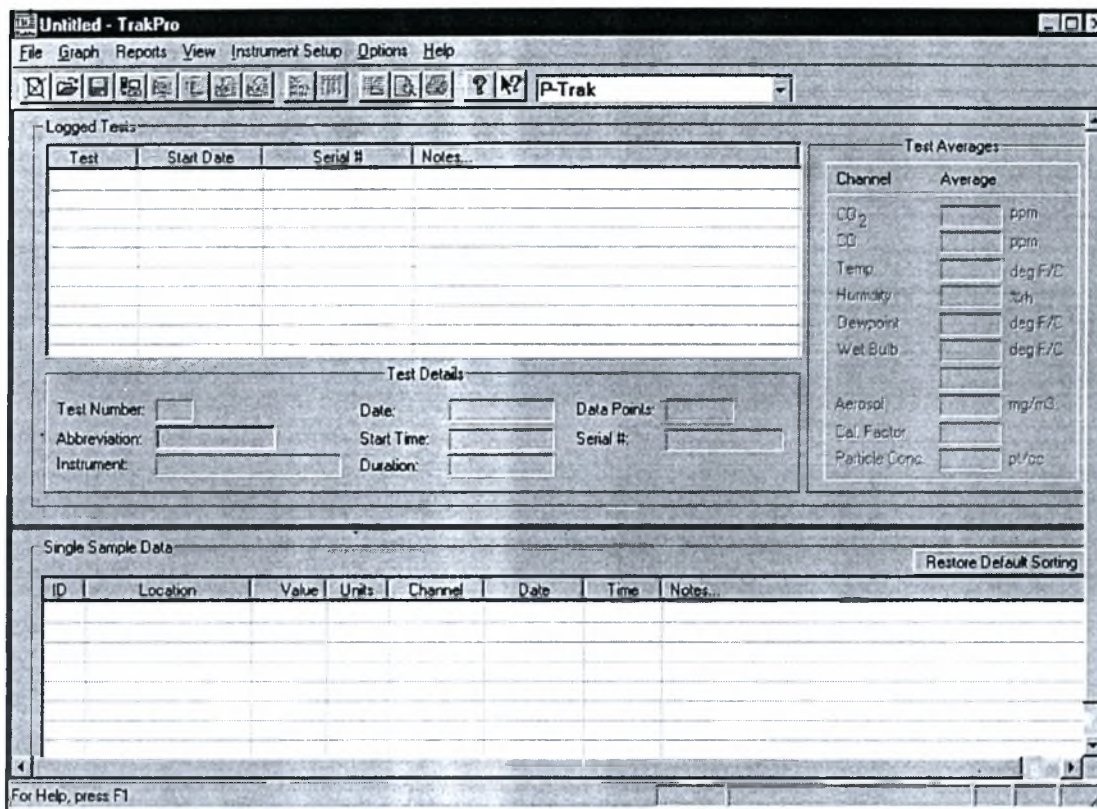 Untitled - TrakPro
File Graph Reports View Instrument Setup Options Help
P-Trak
Logged Tests
Test Start Date Serial # Notes...
Test Averages
Channel Average
CO2 ppm
CO ppm
Temp deg F/C
Humidity %rh
Dewpoint deg F/C
Wet Bulb deg F/C
Aerosol mg/m3
Cal. Factor
Particle Conc. pt/cc
Test Details
Test Number: Date: Data Points:
Abbreviation: Start Time: Serial #:
Instrument: Duration:
Single Sample Data
Restore Default Sorting
ID Location Value Units Channel Date Time Notes...
For Help, press F1